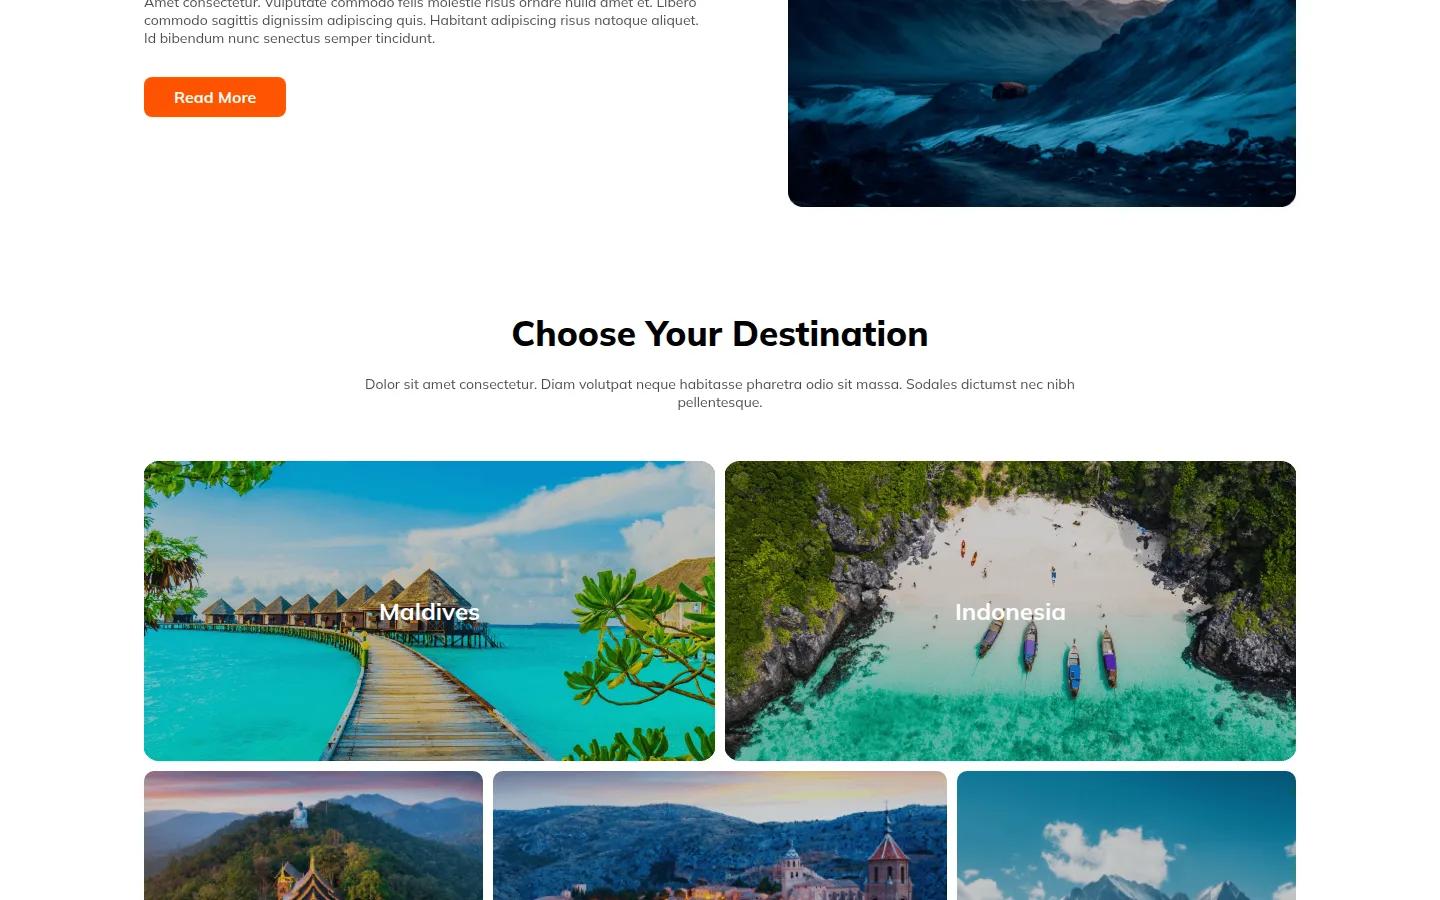 Amet consectetur. Vulputate commodo felis molestie risus ornare nulla amet et. Libero
commodo sagittis dignissim adipiscing quis. Habitant adipiscing risus natoque aliquet.
Id bibendum nunc senectus semper tincidunt.
Read More
Choose Your Destination
Dolor sit amet consectetur. Diam volutpat neque habitasse pharetra odio sit massa. Sodales dictumst nec nibh
pellentesque.
Maldives
Indonesia